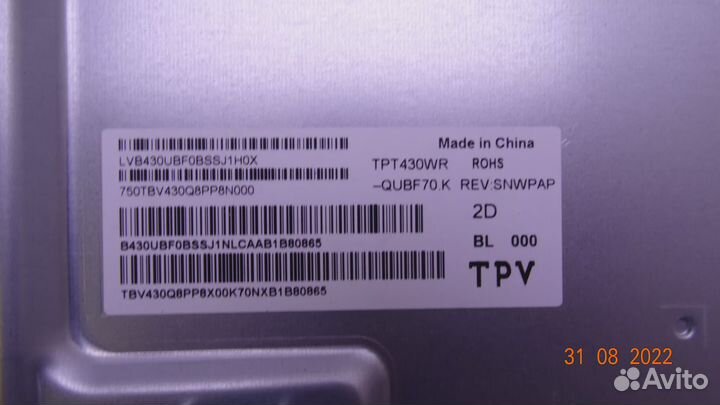 Made in China
LVB430UBF0BSSJ1H0X
TPT430WR ROHS
750TBV430Q8PP8N000
-QUBF70.K REV:SNWPAP
2D
B430UBF0BSSJ1NLCAAB1B80865
BL 000
TBV430Q8PP8X00K70NXB1B80865
TPV
31 08 2022
Avito